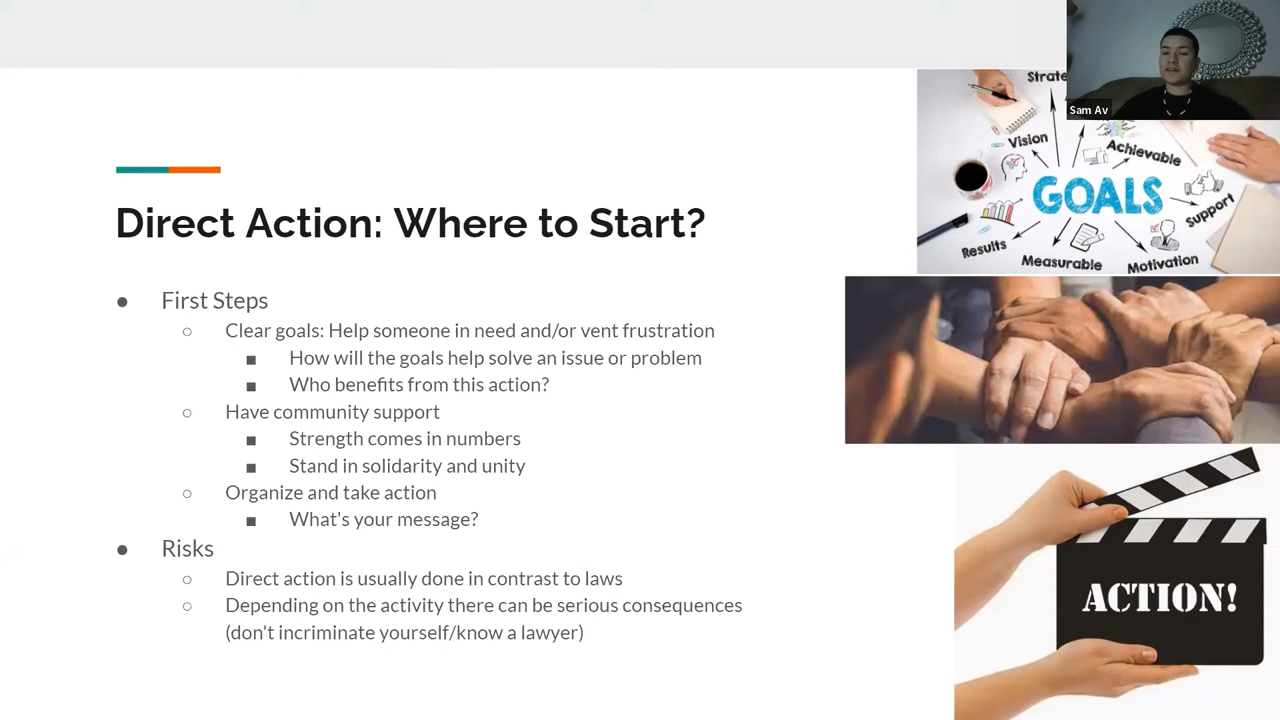 Direct Action: Where to Start?
● First Steps
○ Clear goals: Help someone in need and/or vent frustration
■ How will the goals help solve an issue or problem
■ Who benefits from this action?
○ Have community support
■ Strength comes in numbers
■ Stand in solidarity and unity
○ Organize and take action
■ What's your message?
● Risks
○ Direct action is usually done in contrast to laws
○ Depending on the activity there can be serious consequences
(don't incriminate yourself/know a lawyer)
Sam Av
Strate
Vision
Achievable
GOALS
Support
Results
Measurable
Motivation
ACTION!